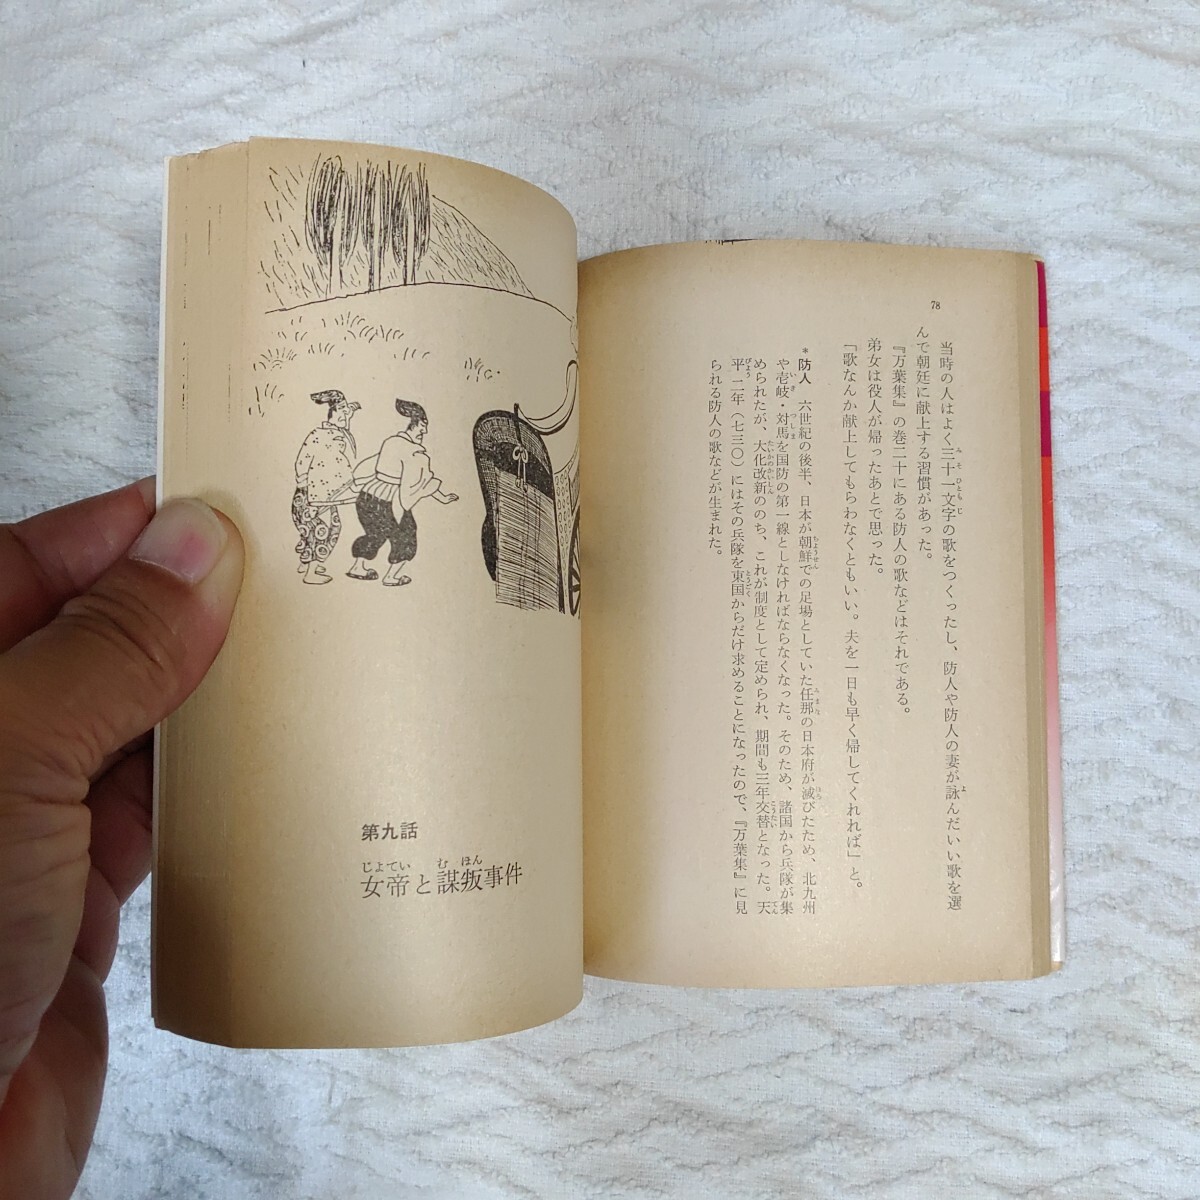 78
当時の人はよく三十一文字の歌をつくったし、防人や防人の妻が詠んだいい歌を選
んで朝廷に献上する習慣があった。
『万葉集』の巻二十にある防人の歌などはそれである。
弟女は役人が帰ったあとで思った。
「歌なんか献上してもらわなくともいい。夫を一日も早く帰してくれれば」と。
*防人 六世紀の後半、日本が朝鮮での足場としていた任那の日本府が滅びたため、北九州
や壱岐・対馬を国防の第一線としなければならなくなった。そのため、諸国から兵隊が集
められたが、大化改新ののち、これが制度として定められ、期間も三年交替となった。天
平二年(七三〇)にはその兵隊を東国からだけ求めることになったので、『万葉集』に見
られる防人の歌などが生まれた。
第九話
女帝と謀叛事件